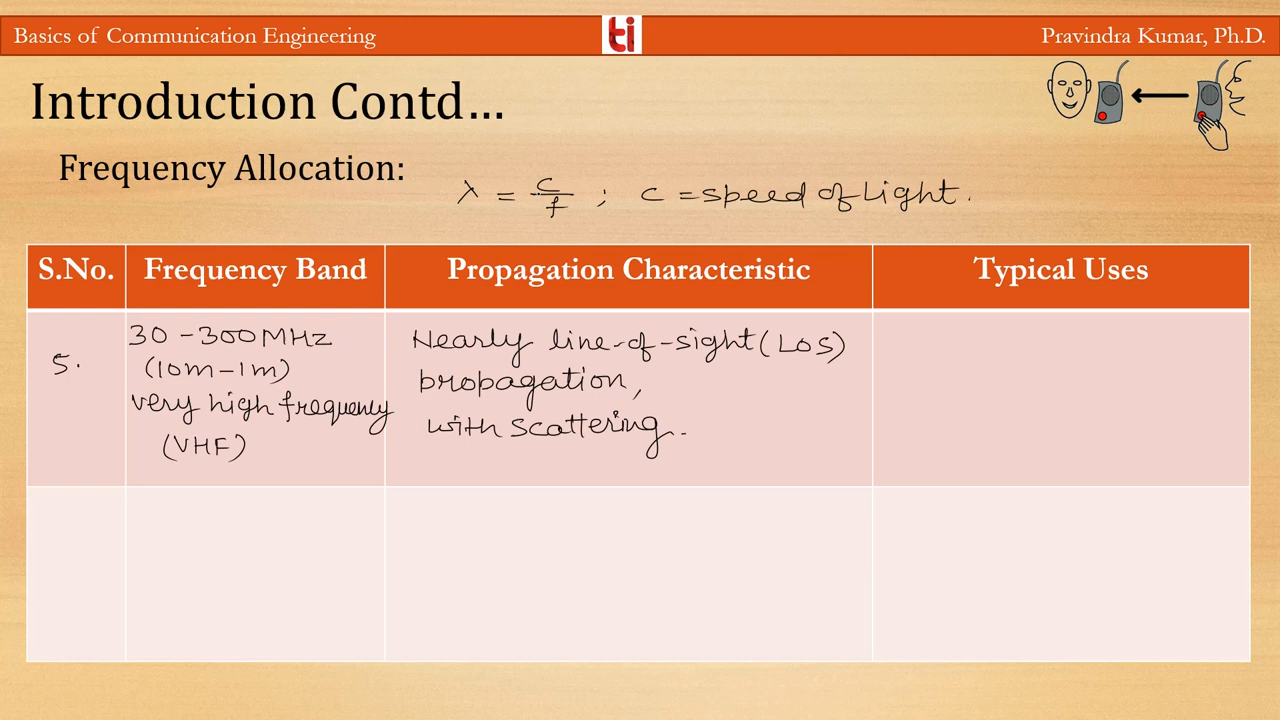 Basics of Communication Engineering
ti
Pravindra Kumar, Ph.D.
Introduction Contd...
Frequency Allocation:
λ = c/f ; c = speed of Light.
S.No.
Frequency Band
Propagation Characteristic
Typical Uses
5.
30 - 300 MHz
(10m - 1m)
very high frequency
(VHF)
Nearly line-of-sight (LOS)
propagation,
with scattering.